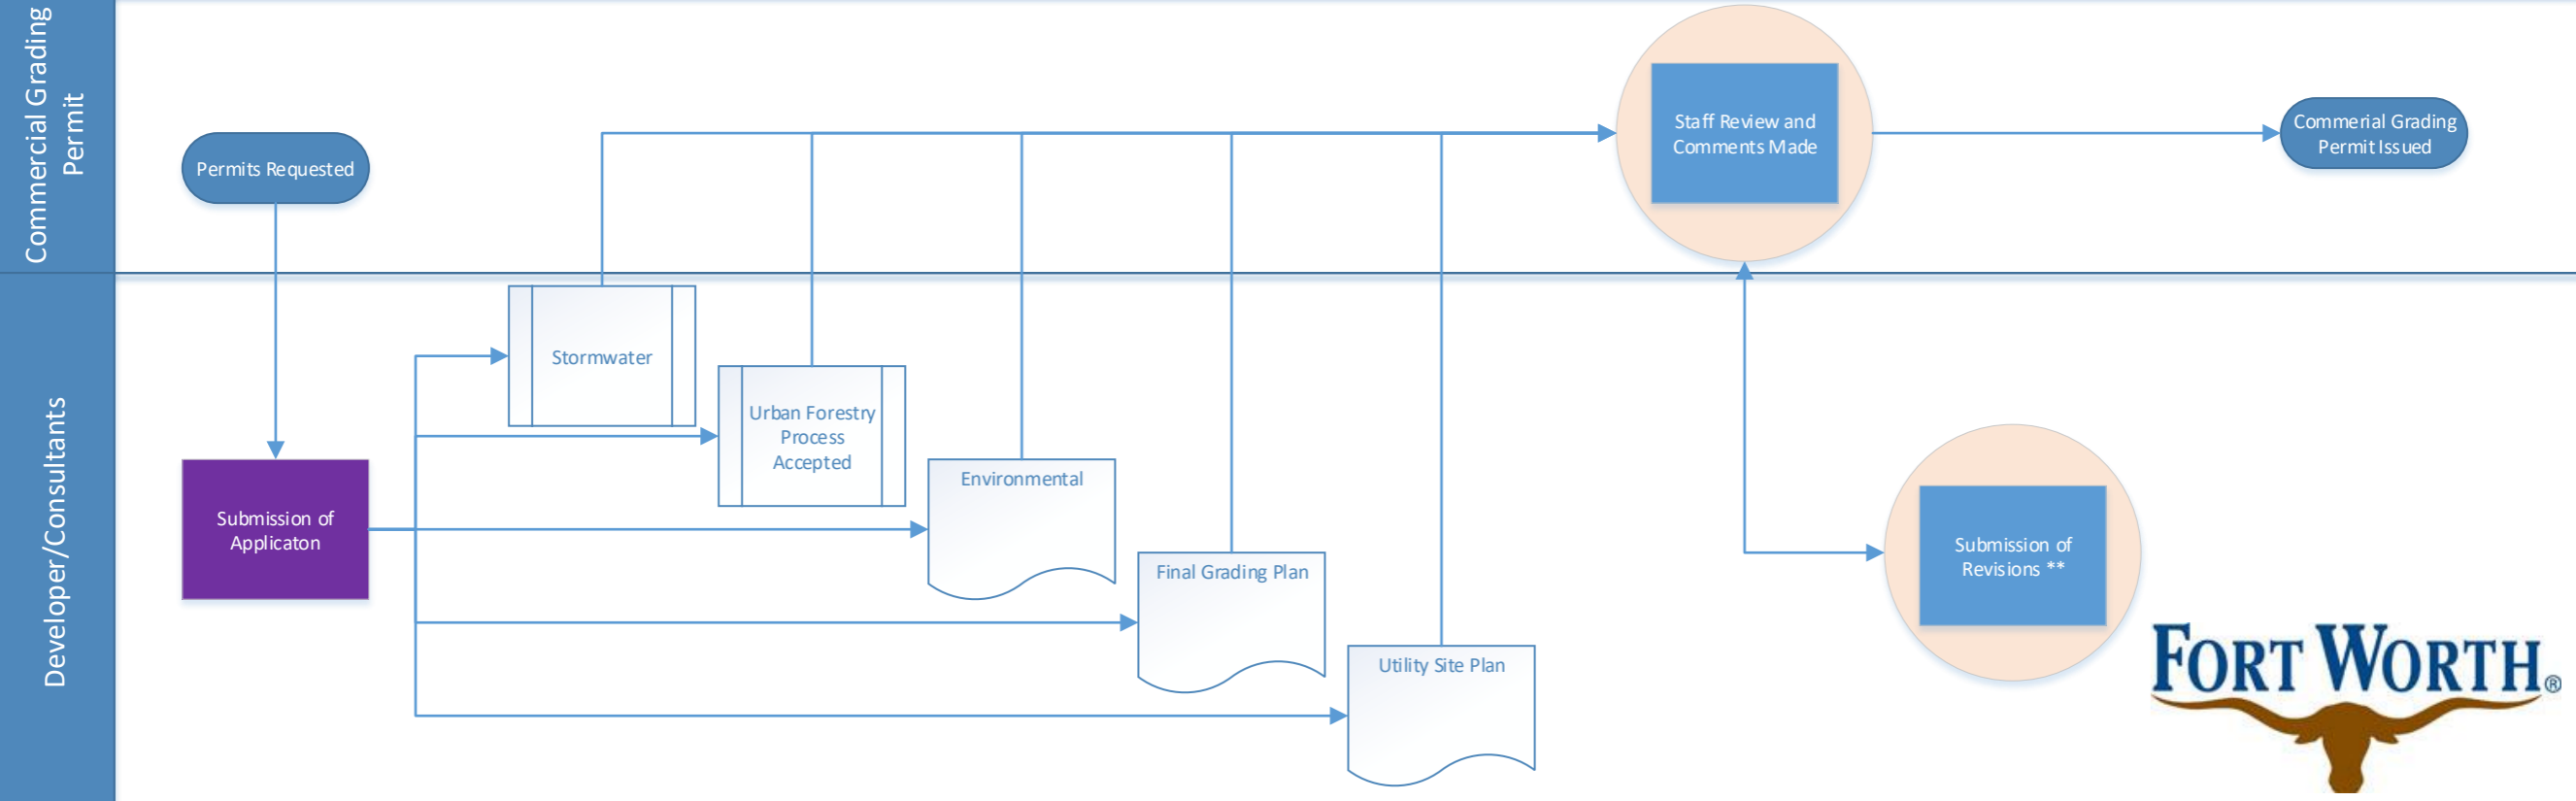 Commercial Grading
Permit
Permits Requested
Staff Review and
Comments Made
Commerial Grading
Permit Issued
Developer/Consultants
Submission of
Applicaton
Stormwater
Urban Forestry
Process
Accepted
Environmental
Final Grading Plan
Utility Site Plan
Submission of
Revisions **
FORT WORTH®